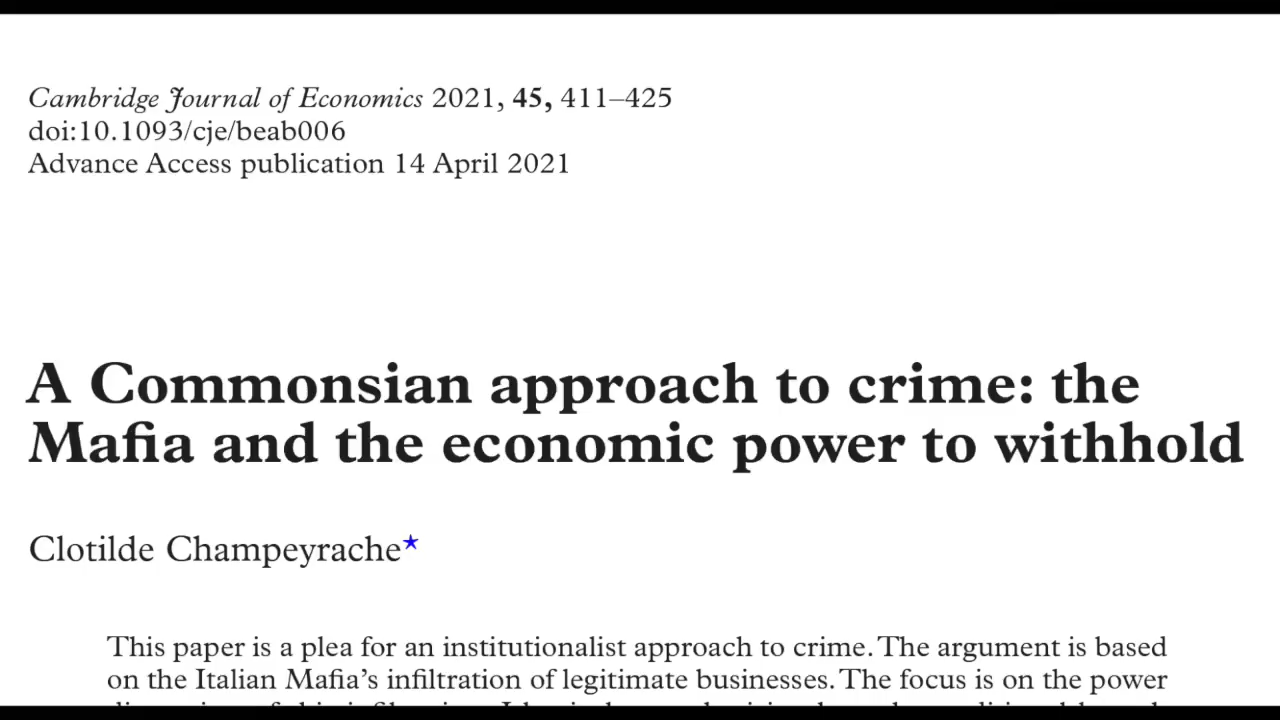 Cambridge Journal of Economics 2021, 45, 411–425
doi:10.1093/cje/beab006
Advance Access publication 14 April 2021
A Commonsian approach to crime: the
Mafia and the economic power to withhold
Clotilde Champeyrache★
This paper is a plea for an institutionalist approach to crime. The argument is based
on the Italian Mafia’s infiltration of legitimate businesses. The focus is on the power